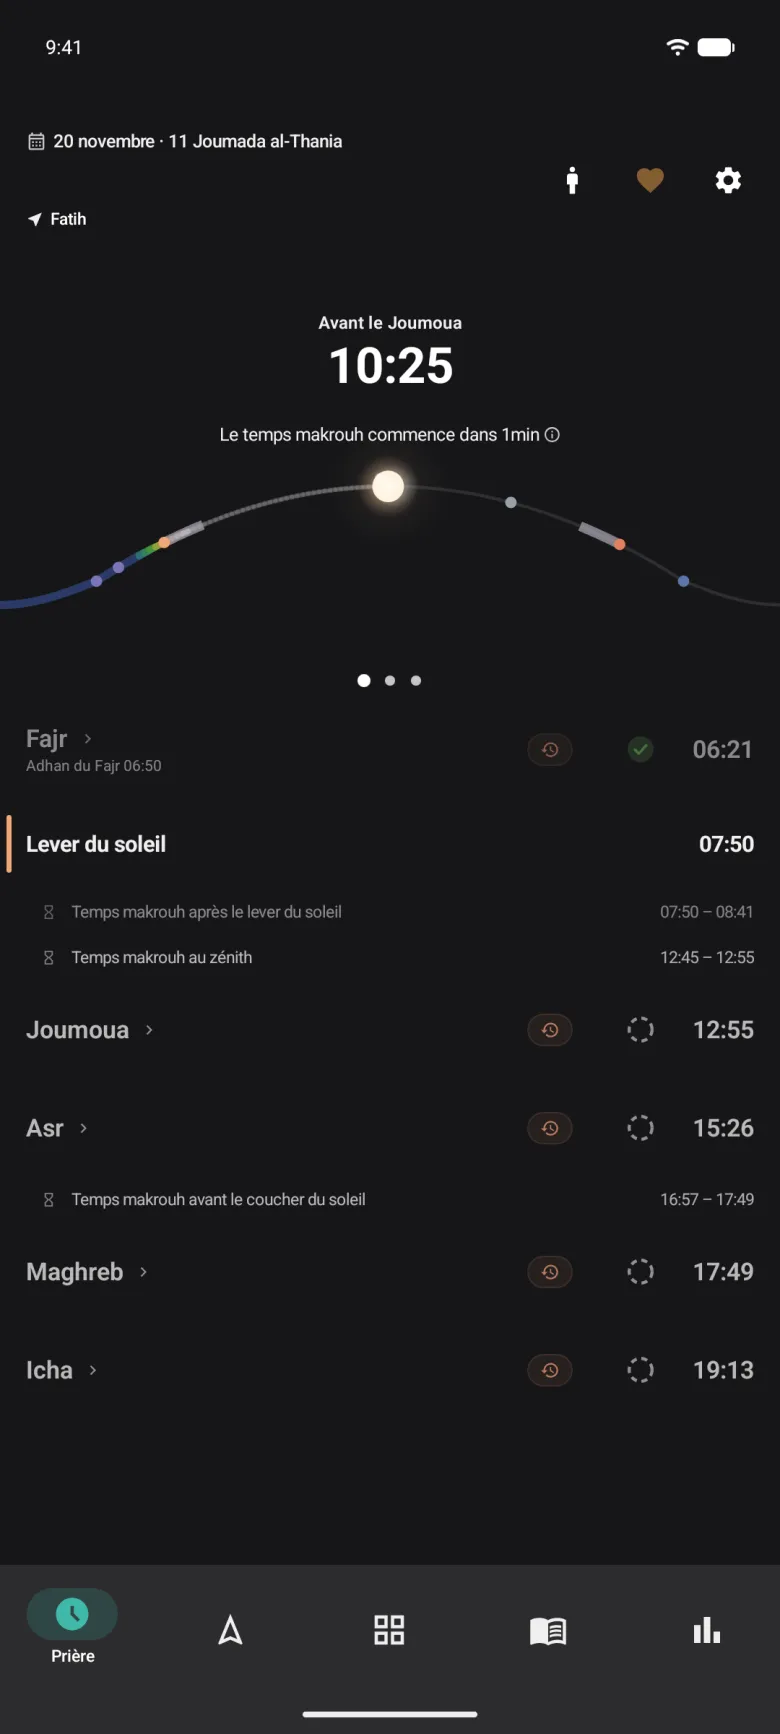 9:41
20 novembre · 11 Joumada al-Thania
Fatih
Avant le Joumoua
10:25
Le temps makrouh commence dans 1min
Fajr
Adhan du Fajr 06:50
06:21
Lever du soleil 07:50
Temps makrouh après le lever du soleil 07:50 – 08:41
Temps makrouh au zénith 12:45 – 12:55
Joumoua 12:55
Asr 15:26
Temps makrouh avant le coucher du soleil 16:57 – 17:49
Maghreb 17:49
Icha 19:13
Prière